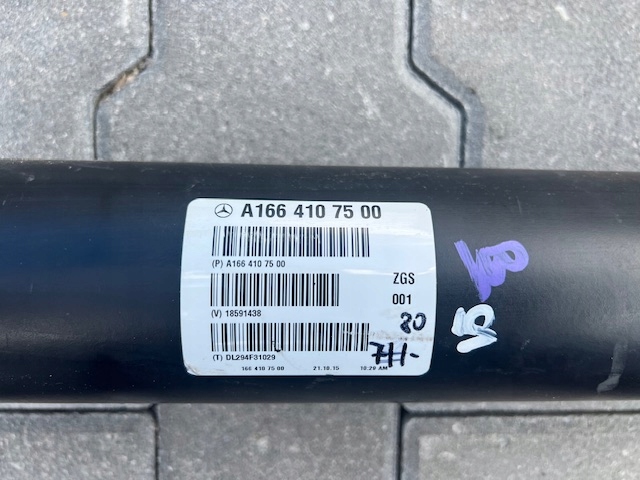 A166 410 75 00
(P) A166 410 75 00
ZGS
001
(V) 18591438
80
(T) DL294F31029
166 410 75 00 21.10.15 10:29 AM